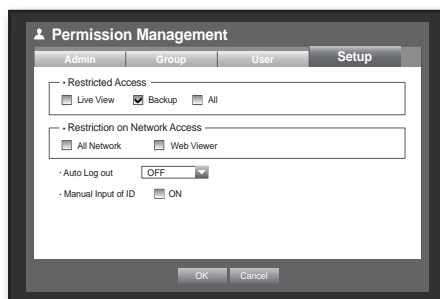 Permission Management
Admin Group User Setup
• Restricted Access
Live View Backup All
• Restriction on Network Access
All Network Web Viewer
· Auto Log out OFF
· Manual Input of ID ON
OK Cancel